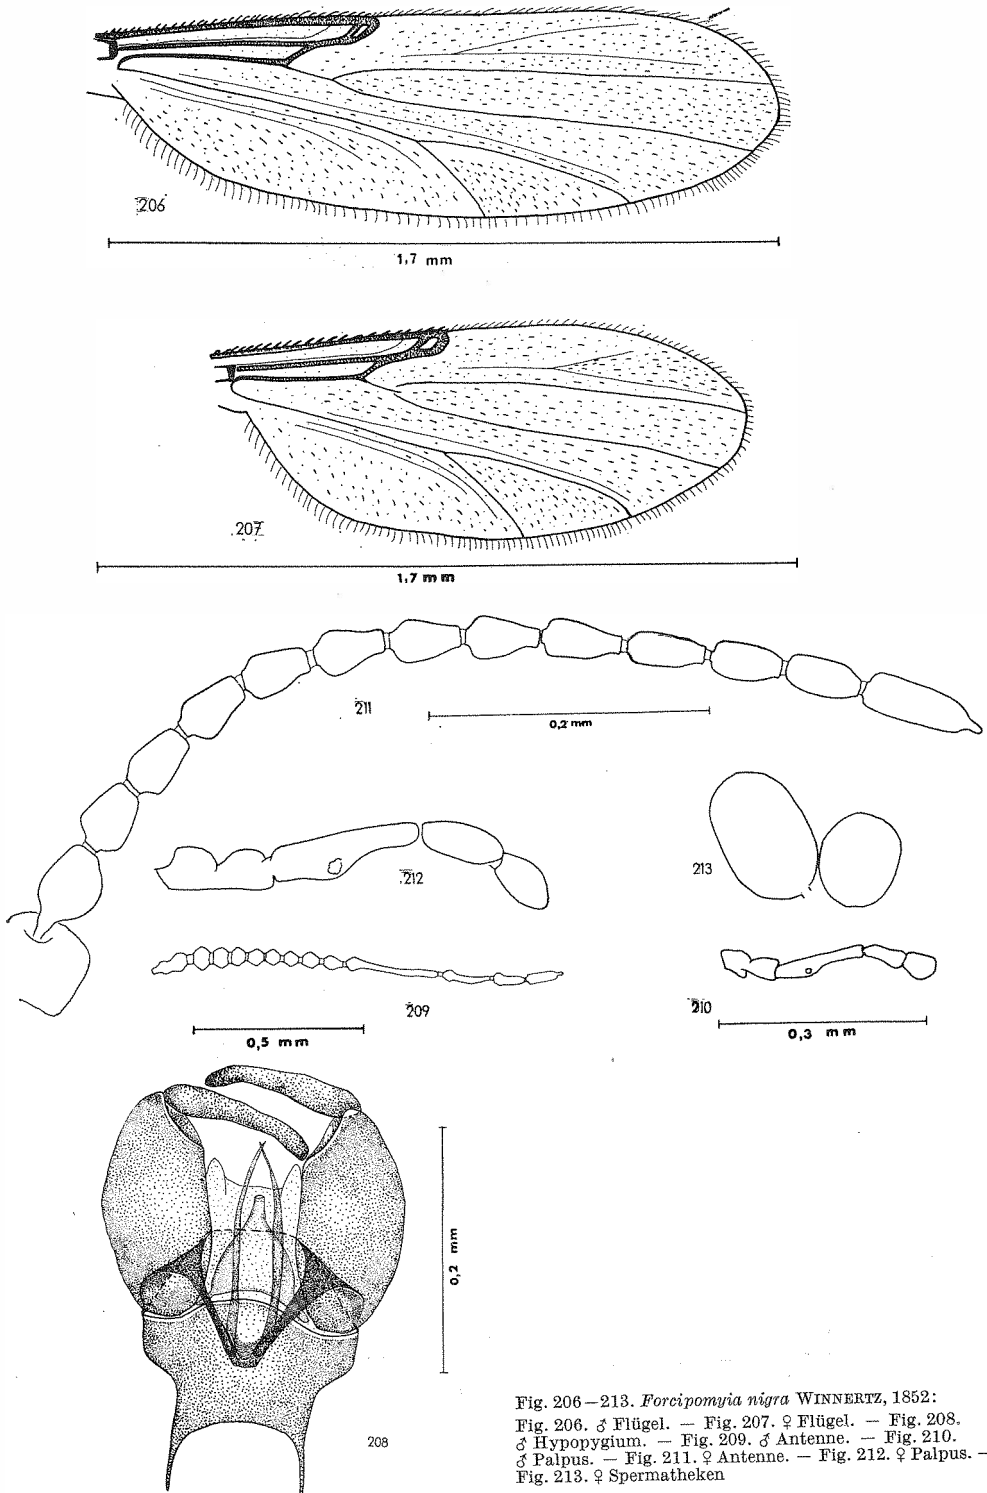 206
1,7 mm
207
1,7 mm
211
0,2 mm
212
213
209
210
0,5 mm
0,3 mm
0,2 mm
208
Fig. 206—213. Forcipomyia nigra WINNERTZ, 1852:
Fig. 206. ♂ Flügel. — Fig. 207. ♀ Flügel. — Fig. 208.
♂ Hypopygium. — Fig. 209. ♂ Antenne. — Fig. 210.
♂ Palpus. — Fig. 211. ♀ Antenne. — Fig. 212. ♀ Palpus. —
Fig. 213. ♀ Spermatheken